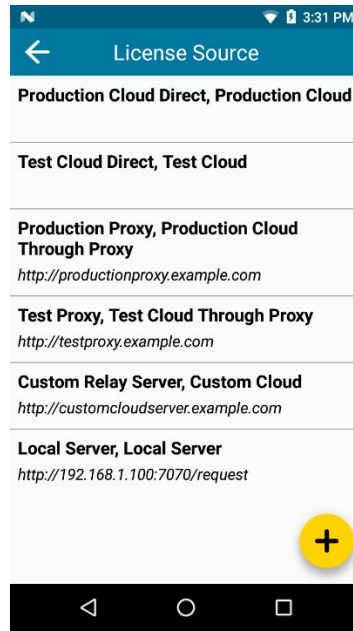 3:31 PM
License Source
Production Cloud Direct, Production Cloud
Test Cloud Direct, Test Cloud
Production Proxy, Production Cloud
Through Proxy
http://productionproxy.example.com
Test Proxy, Test Cloud Through Proxy
http://testproxy.example.com
Custom Relay Server, Custom Cloud
http://customcloudserver.example.com
Local Server, Local Server
http://192.168.1.100:7070/request